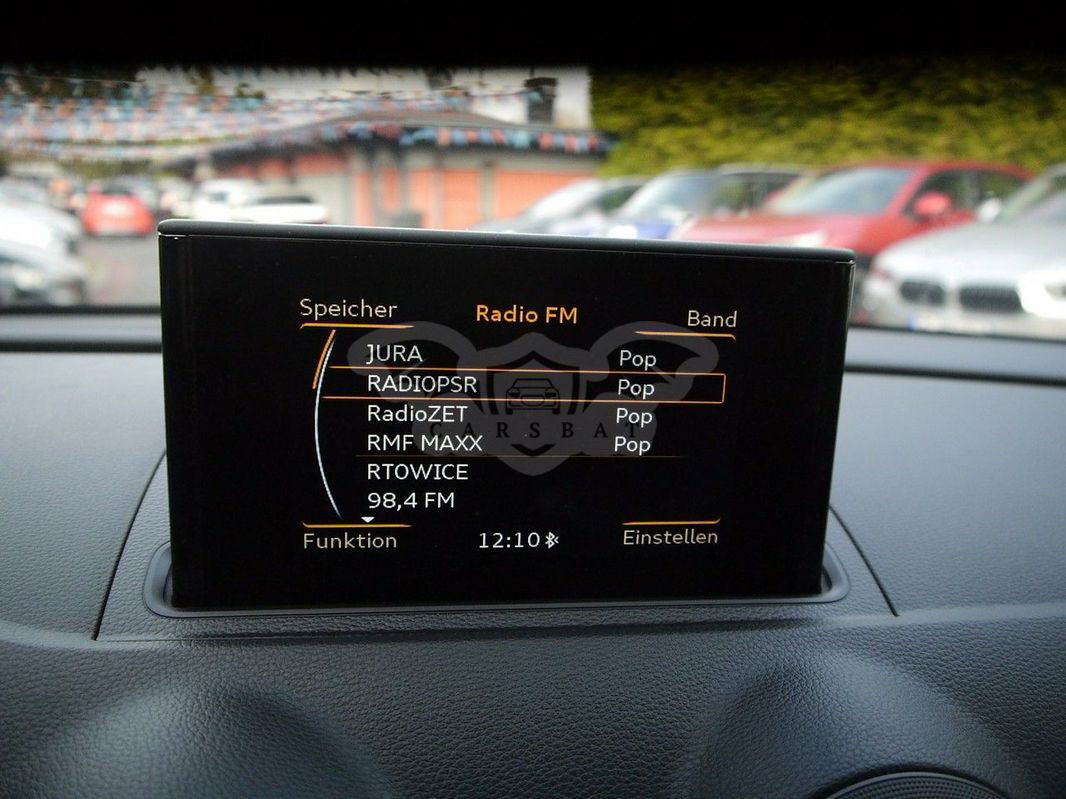 Speicher Radio FM Band
JURA Pop
RADIOPSR Pop
RadioZET Pop
RMF MAXX Pop
RTOWICE
98,4 FM
Funktion 12:10 Einstellen
CARSBAT